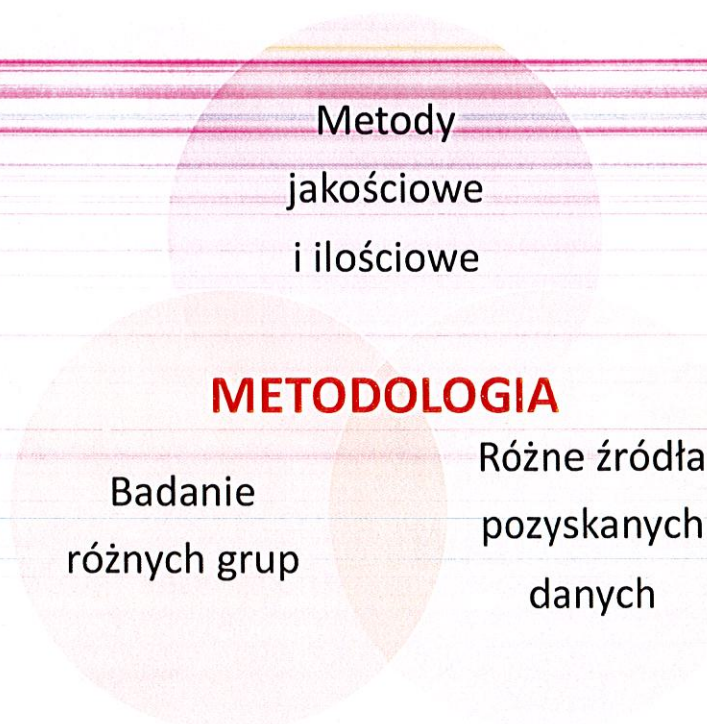 Metody
jakościowe
i ilościowe
METODOLOGIA
Badanie
różnych grup
Różne źródła
pozyskanych
danych